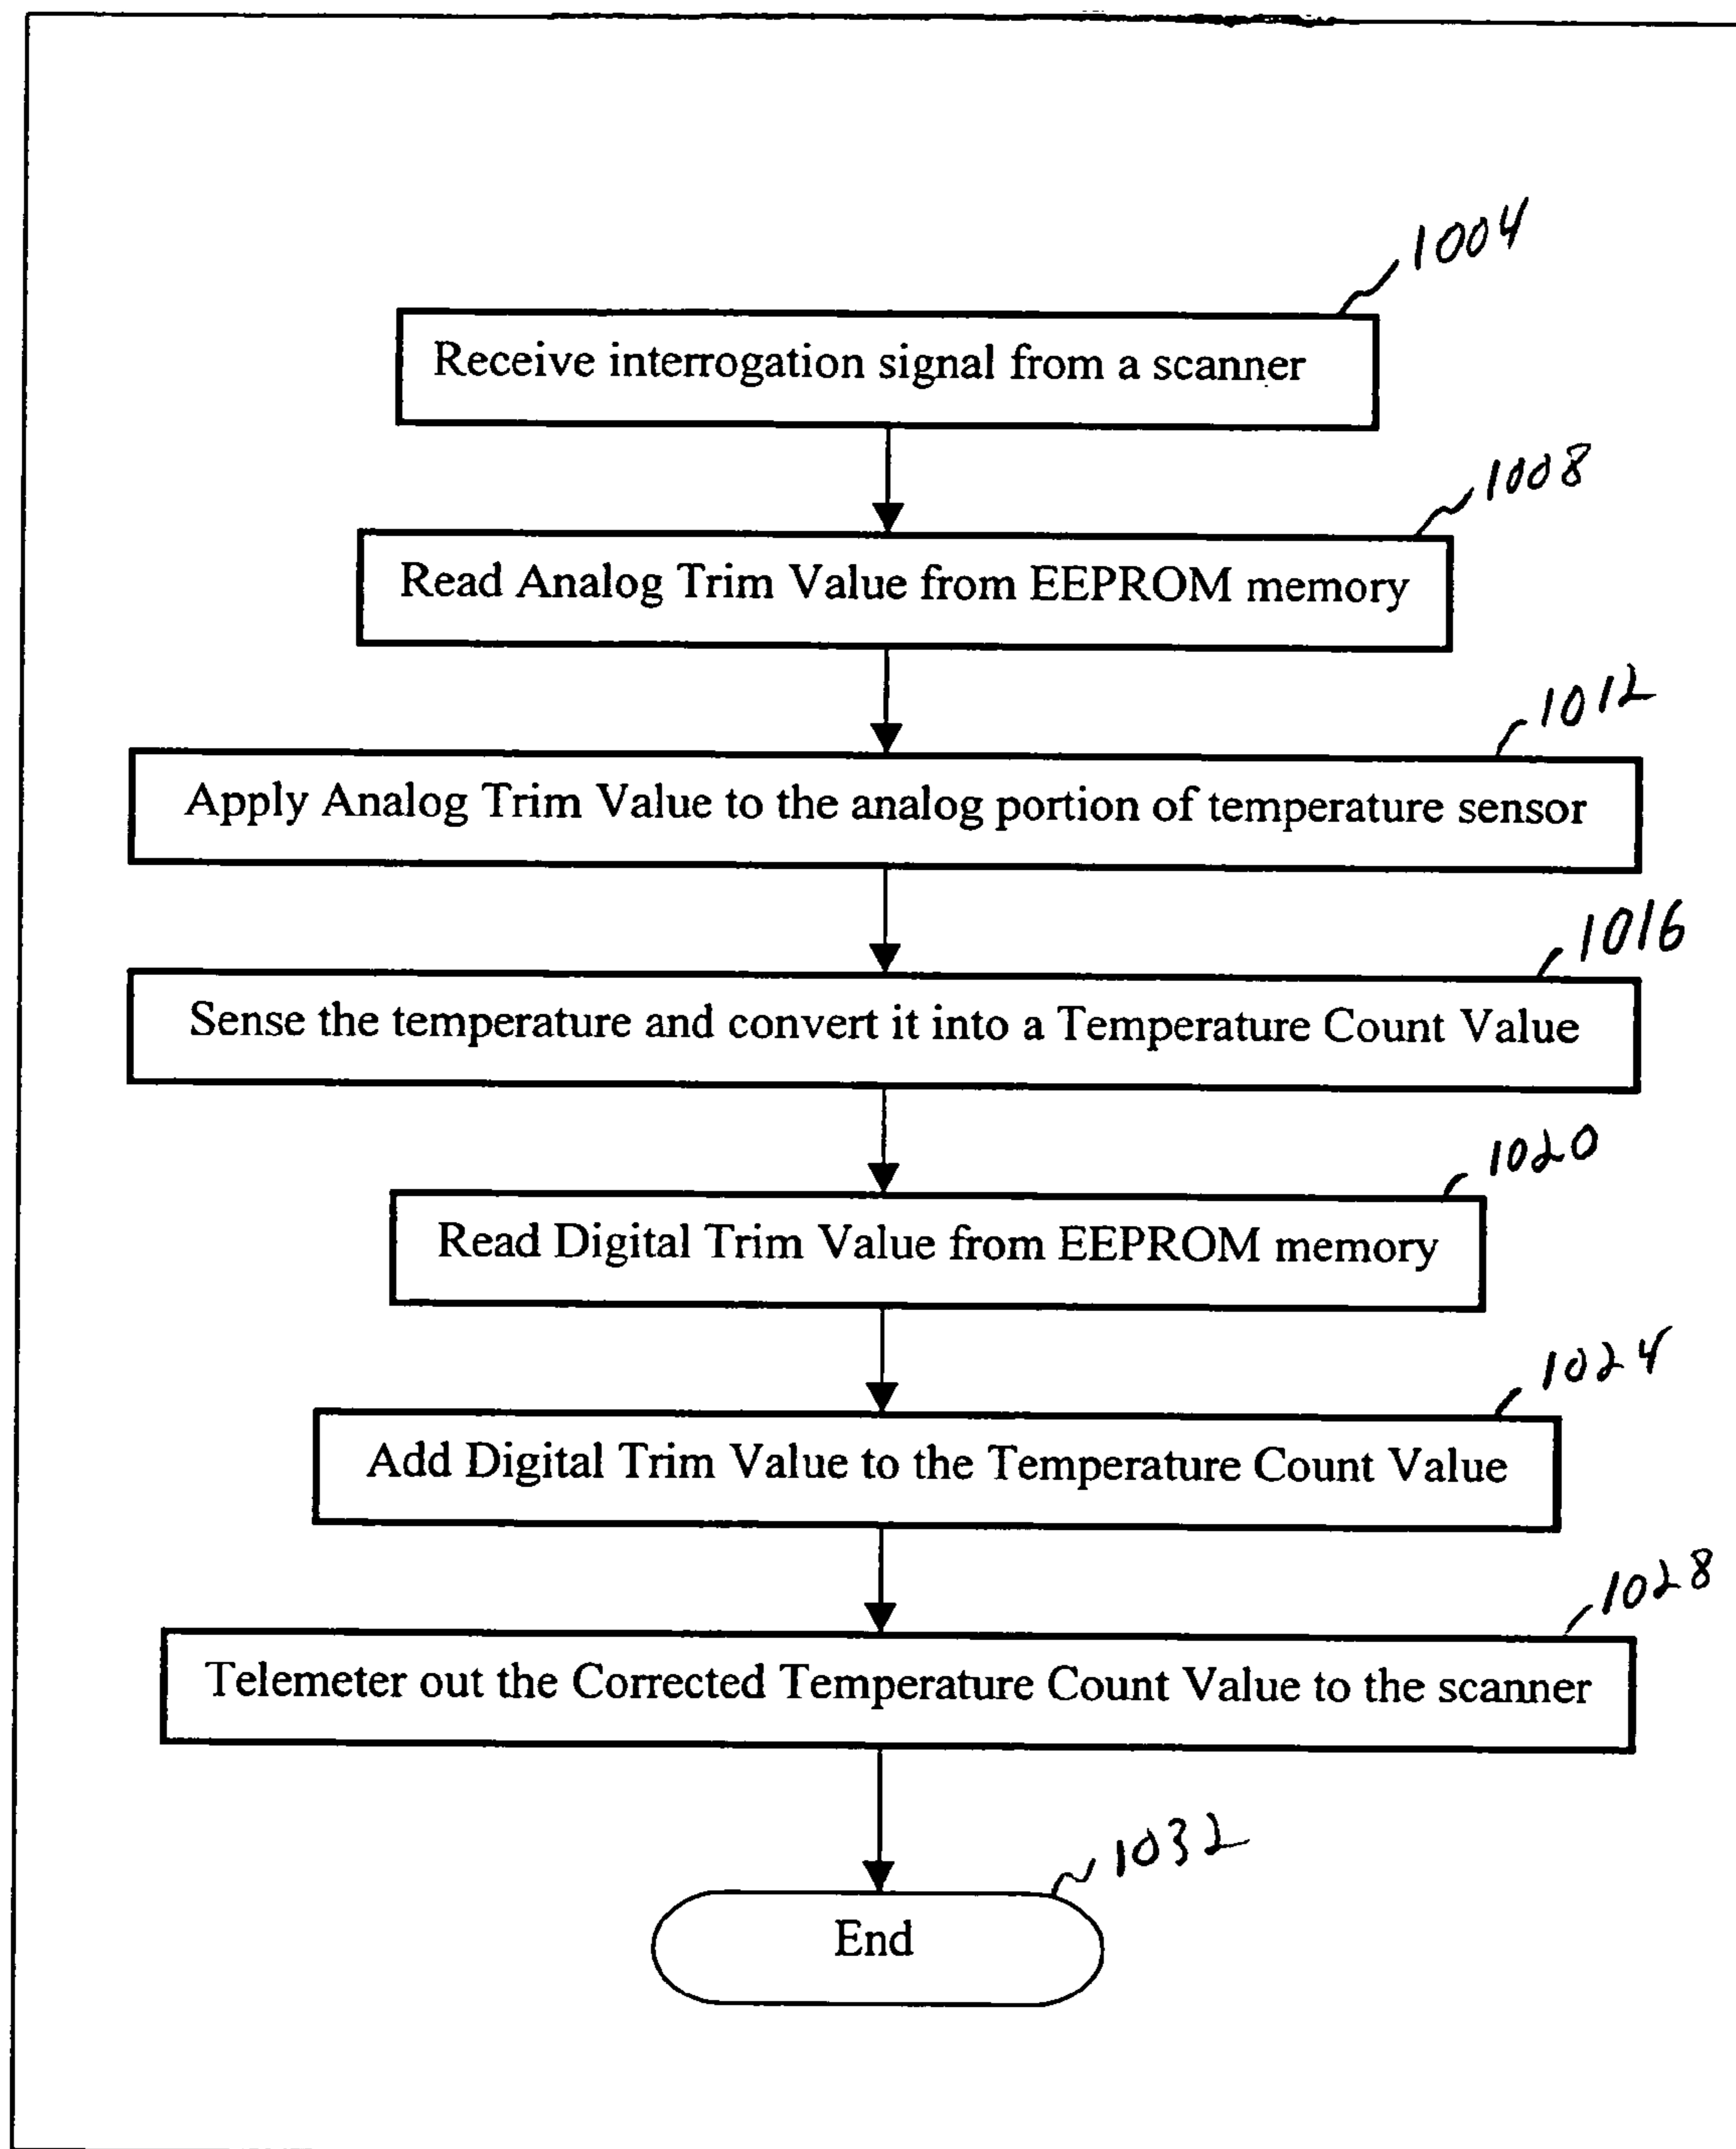 1004
Receive interrogation signal from a scanner
1008
Read Analog Trim Value from EEPROM memory
1012
Apply Analog Trim Value to the analog portion of temperature sensor
1016
Sense the temperature and convert it into a Temperature Count Value
1020
Read Digital Trim Value from EEPROM memory
1024
Add Digital Trim Value to the Temperature Count Value
1028
Telemeter out the Corrected Temperature Count Value to the scanner
1032
End